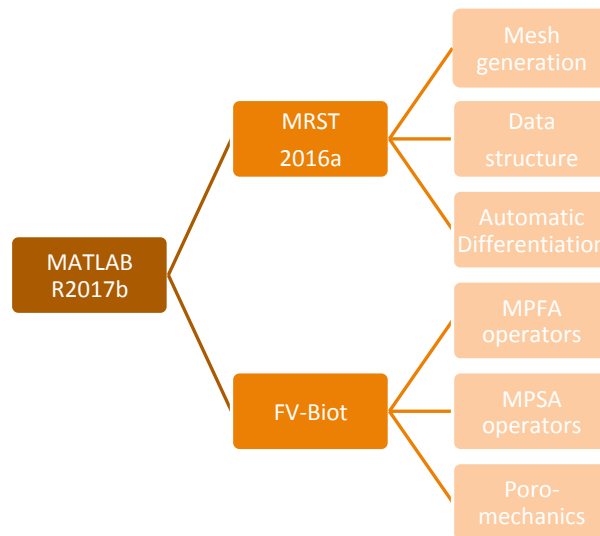 Mesh
generation
MRST
2016a
Data
structure
Automatic
Differentiation
MATLAB
R2017b
MPFA
operators
FV-Biot
MPSA
operators
Poro-
mechanics